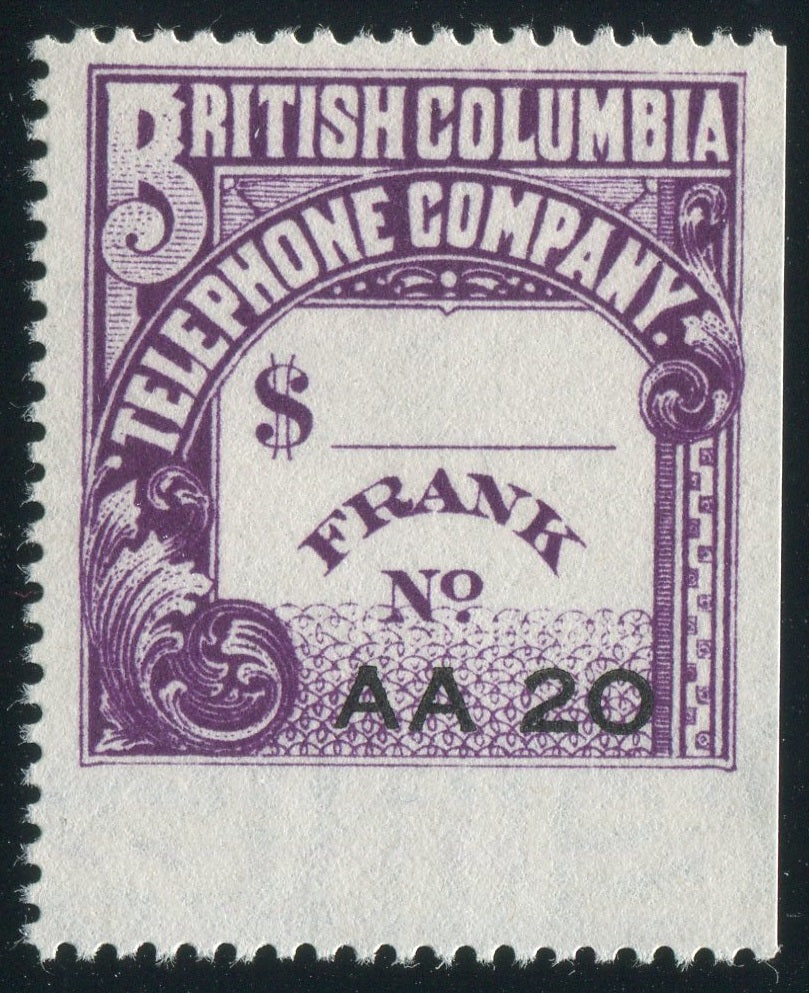 BRITISH COLUMBIA
TELEPHONE COMPANY.
$
FRANK
No
AA 20